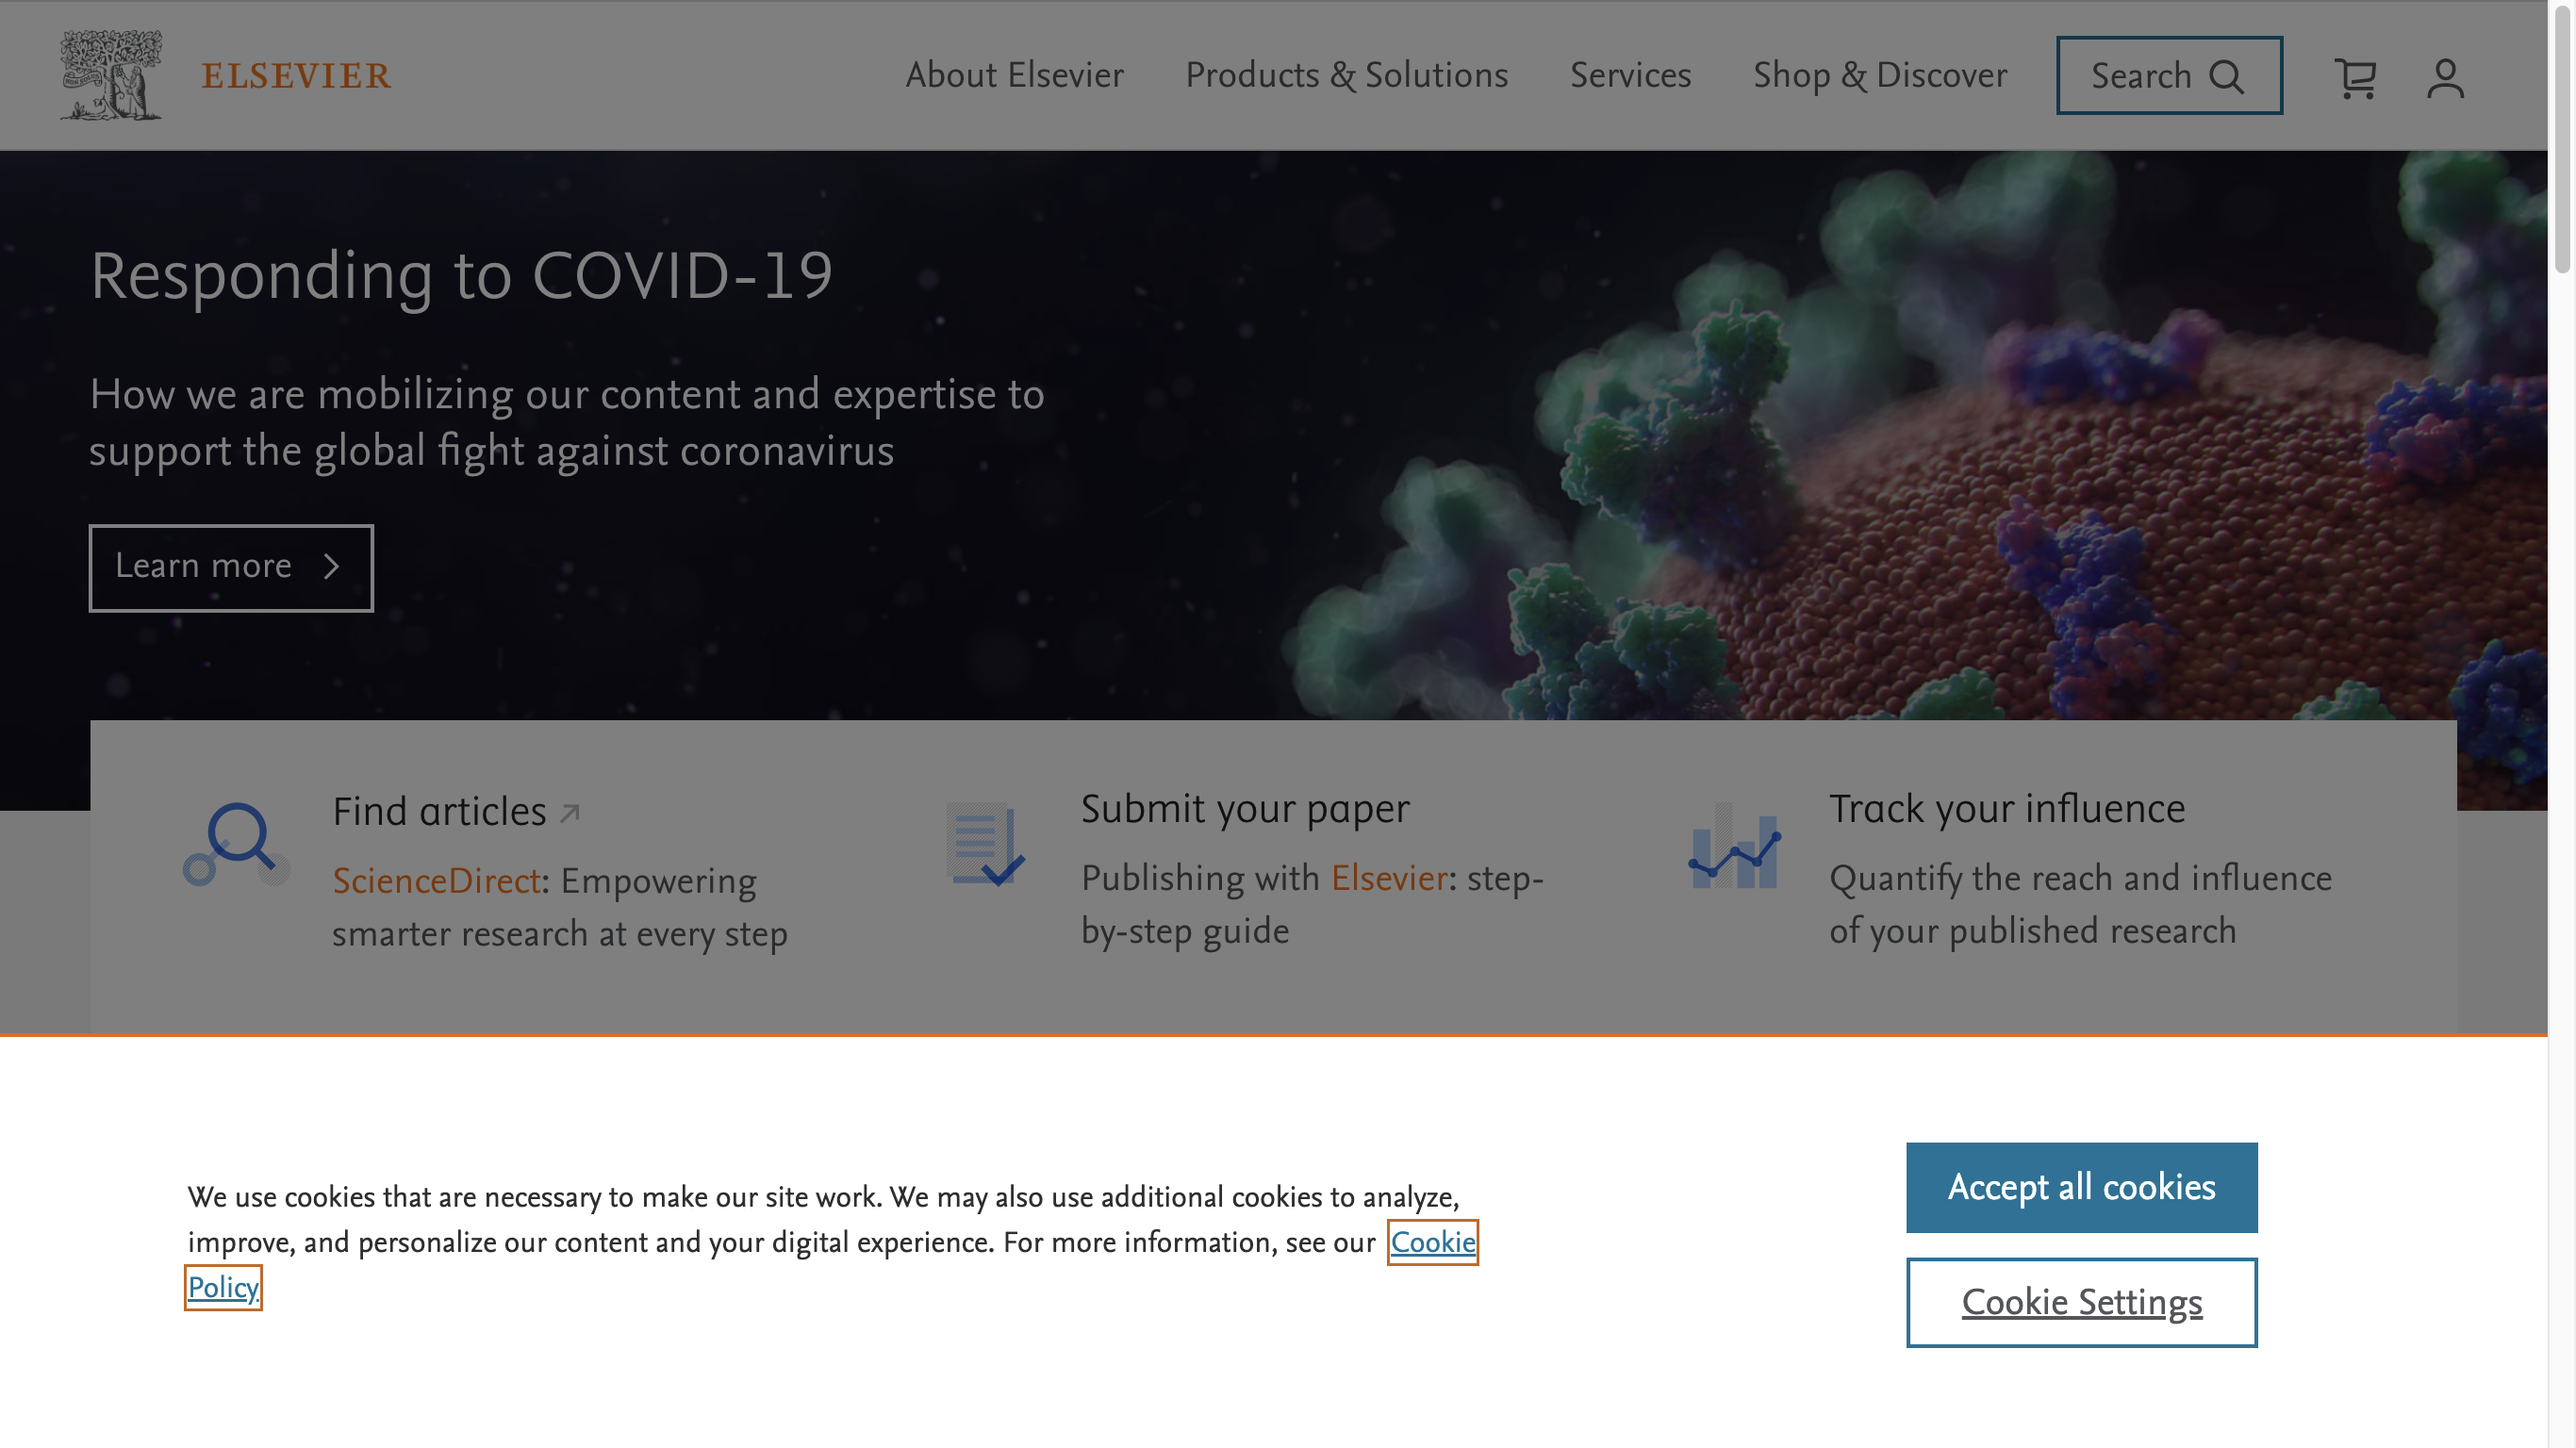 ELSEVIER
About Elsevier
Products & Solutions
Services
Shop & Discover
Search
Responding to COVID-19
How we are mobilizing our content and expertise to
support the global fight against coronavirus
Learn more
Find articles
ScienceDirect: Empowering
smarter research at every step
Submit your paper
Publishing with Elsevier: step-
by-step guide
Track your influence
Quantify the reach and influence
of your published research
We use cookies that are necessary to make our site work. We may also use additional cookies to analyze,
improve, and personalize our content and your digital experience. For more information, see our Cookie
Policy
Accept all cookies
Cookie Settings